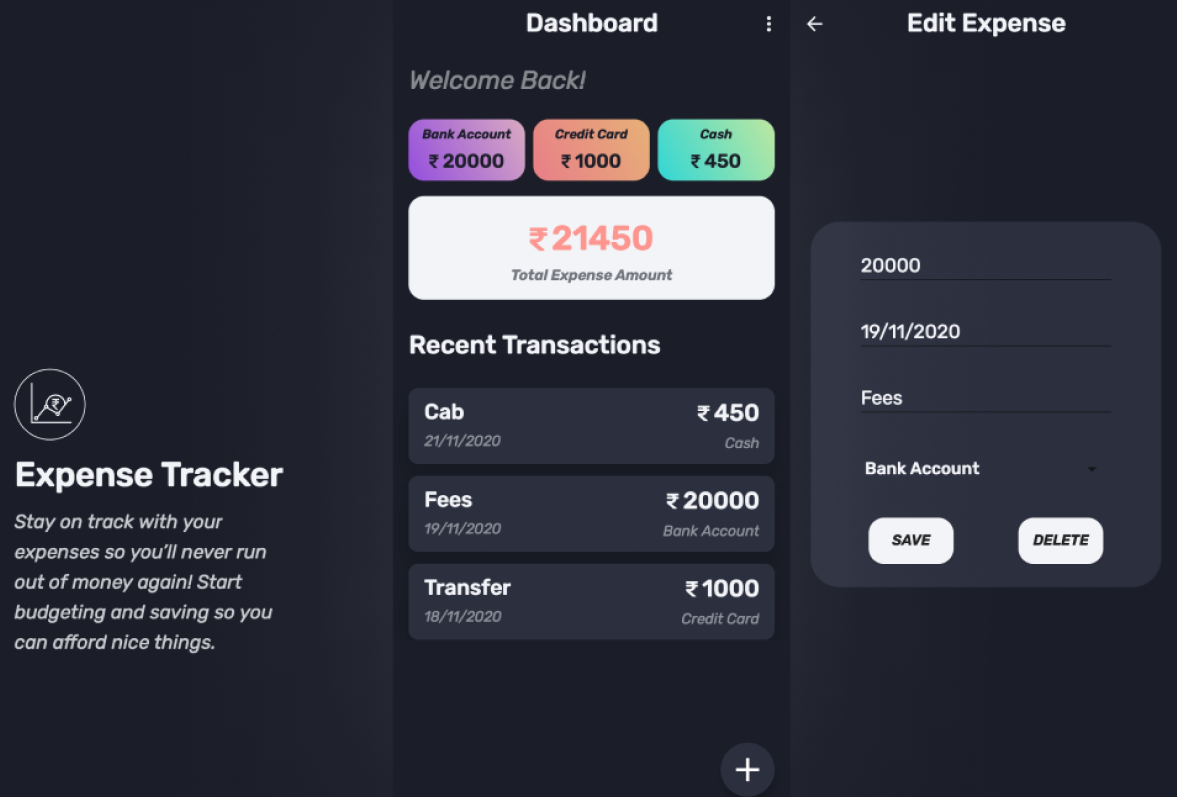 Expense Tracker
Stay on track with your
expenses so you'll never run
out of money again! Start
budgeting and saving so you
can afford nice things.
Dashboard
Welcome Back!
Bank Account
₹ 20000
Credit Card
₹ 1000
Cash
₹ 450
₹ 21450
Total Expense Amount
Recent Transactions
Cab ₹ 450
21/11/2020 Cash
Fees ₹ 20000
19/11/2020 Bank Account
Transfer ₹ 1000
18/11/2020 Credit Card
Edit Expense
20000
19/11/2020
Fees
Bank Account
SAVE DELETE